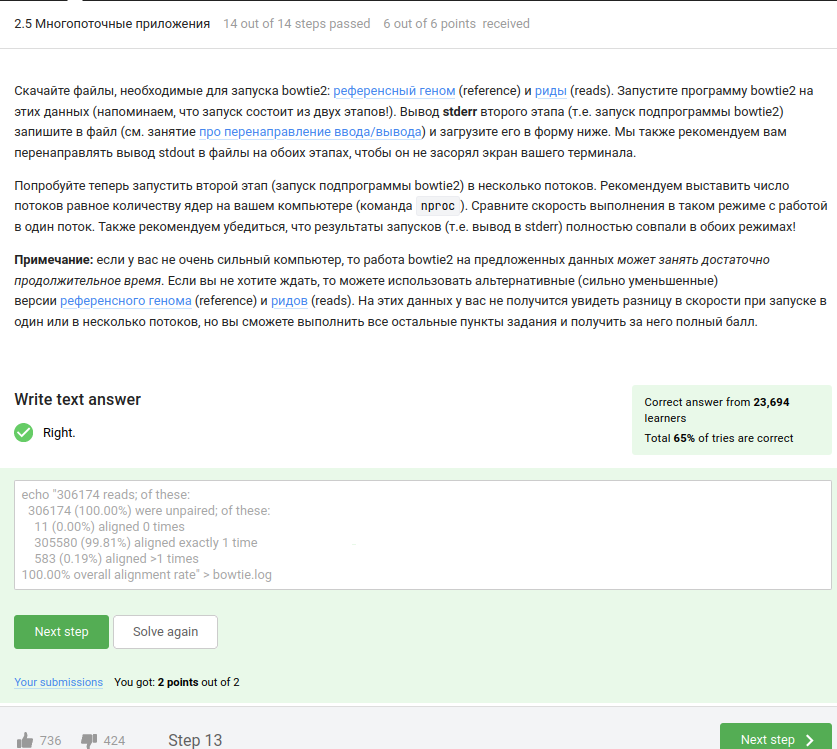 2.5 Многопоточные приложения 14 out of 14 steps passed 6 out of 6 points received
Скачайте файлы, необходимые для запуска bowtie2: референсный геном (reference) и риды (reads). Запустите программу bowtie2 на
этих данных (напоминаем, что запуск состоит из двух этапов!). Вывод stderr второго этапа (т.е. запуск подпрограммы bowtie2)
запишите в файл (см. занятие про перенаправление ввода/вывода) и загрузите его в форму ниже. Мы также рекомендуем вам
перенаправлять вывод stdout в файлы на обоих этапах, чтобы он не засорял экран вашего терминала.
Попробуйте теперь запустить второй этап (запуск подпрограммы bowtie2) в несколько потоков. Рекомендуем выставить число
потоков равное количеству ядер на вашем компьютере (команда nproc ). Сравните скорость выполнения в таком режиме с работой
в один поток. Также рекомендуем убедиться, что результаты запусков (т.е. вывод в stderr) полностью совпали в обоих режимах!
Примечание: если у вас не очень сильный компьютер, то работа bowtie2 на предложенных данных может занять достаточно
продолжительное время. Если вы не хотите ждать, то можете использовать альтернативные (сильно уменьшенные)
версии референсного генома (reference) и ридов (reads). На этих данных у вас не получится увидеть разницу в скорости при запуске в
один или в несколько потоков, но вы сможете выполнить все остальные пункты задания и получить за него полный балл.
Write text answer
Correct answer from 23,694
learners
Total 65% of tries are correct
Right.
echo "306174 reads; of these:
306174 (100.00%) were unpaired; of these:
11 (0.00%) aligned 0 times
305580 (99.81%) aligned exactly 1 time
583 (0.19%) aligned >1 times
100.00% overall alignment rate" > bowtie.log
Next step Solve again
Your submissions You got: 2 points out of 2
736 424 Step 13 Next step